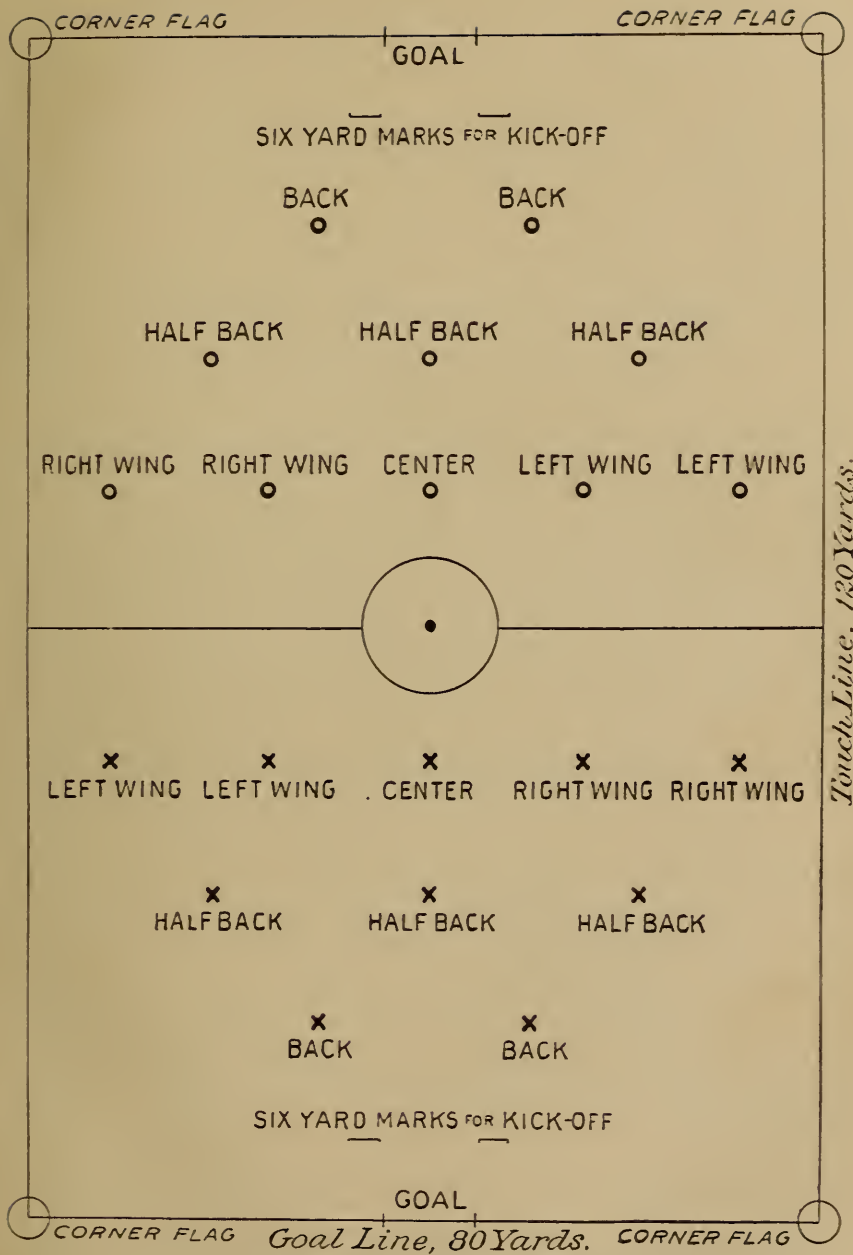 CORNER FLAG CORNER FLAG
GOAL
SIX YARD MARKS FOR KICK-OFF
BACK BACK
HALF BACK HALF BACK HALF BACK
RIGHT WING RIGHT WING CENTER LEFT WING LEFT WING
Touch Line, 120 Yards.
LEFT WING LEFT WING . CENTER RIGHT WING RIGHT WING
HALF BACK HALF BACK HALF BACK
BACK BACK
SIX YARD MARKS FOR KICK-OFF
GOAL
CORNER FLAG Goal Line, 80 Yards. CORNER FLAG